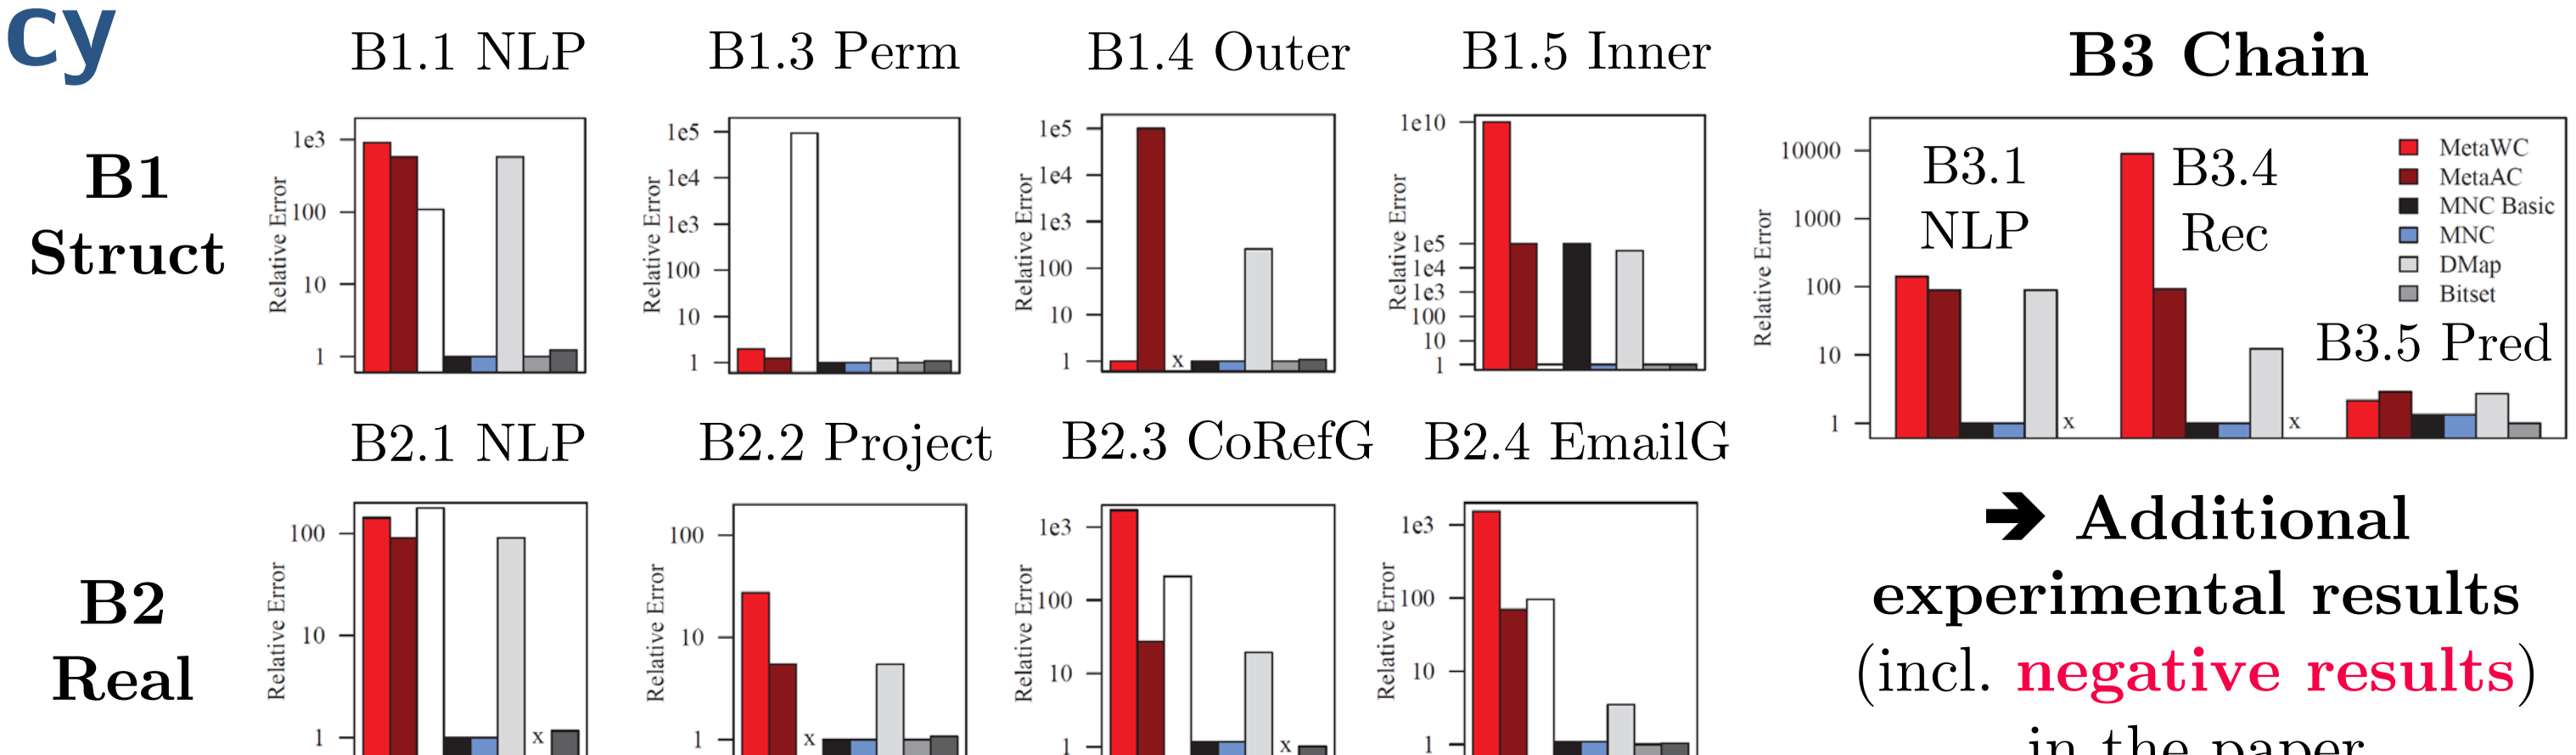 cy
B1.1 NLP
B1.3 Perm
B1.4 Outer
B1.5 Inner
B3 Chain
B1
Struct
Relative Error
1e3
100
10
1
Relative Error
1e5
1e4
1e3
100
10
1
Relative Error
1e5
1e4
1e3
100
10
1
x
Relative Error
1e10
1e5
1e4
1e3
100
10
1
Relative Error
10000
1000
100
10
1
B3.1
NLP
x
B3.4
Rec
x
B3.5 Pred
MetaWC
MetaAC
MNC Basic
MNC
DMap
Bitset
B2.1 NLP
B2.2 Project
B2.3 CoRefG
B2.4 EmailG
B2
Real
Relative Error
100
10
1
x
Relative Error
100
10
1
x
Relative Error
1e3
100
10
1
x
Relative Error
1e3
100
10
1
➔ Additional
experimental results
(incl. negative results)
in the paper